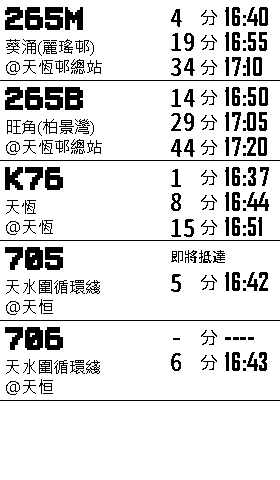 265M 4 分 16:40
葵涌(麗瑤邨) 19 分 16:55
@天恆邨總站 34 分 17:10
265B 14 分 16:50
旺角(柏景灣) 29 分 17:05
@天恆邨總站 44 分 17:20
K76 1 分 16:37
天恆 8 分 16:44
@天恆 15 分 16:51
705 即將抵達
天水圍循環綫 5 分 16:42
@天恒
706 - 分 ----
天水圍循環綫 6 分 16:43
@天恒